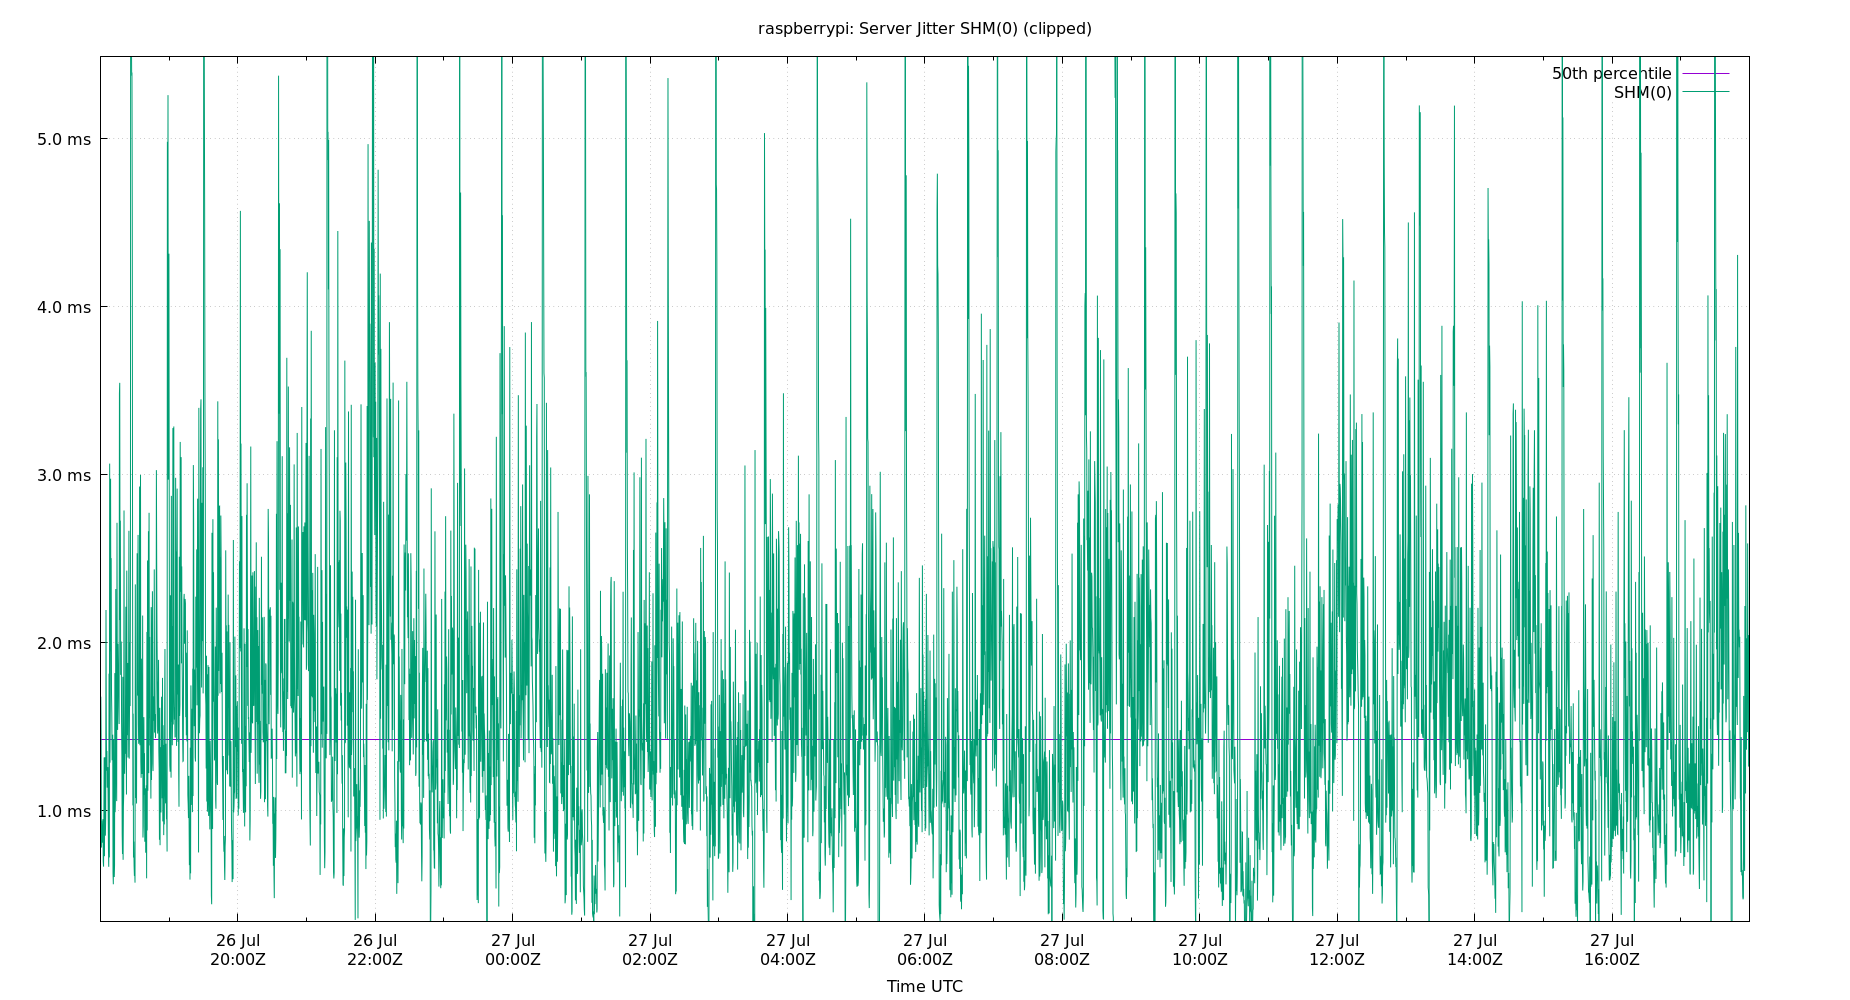 raspberrypi: Server Jitter SHM(0) (clipped)
50th percentile
SHM(0)
5.0 ms
4.0 ms
3.0 ms
2.0 ms
1.0 ms
26 Jul 26 Jul 27 Jul 27 Jul 27 Jul 27 Jul 27 Jul 27 Jul 27 Jul 27 Jul 27 Jul
20:00Z 22:00Z 00:00Z 02:00Z 04:00Z 06:00Z 08:00Z 10:00Z 12:00Z 14:00Z 16:00Z
Time UTC